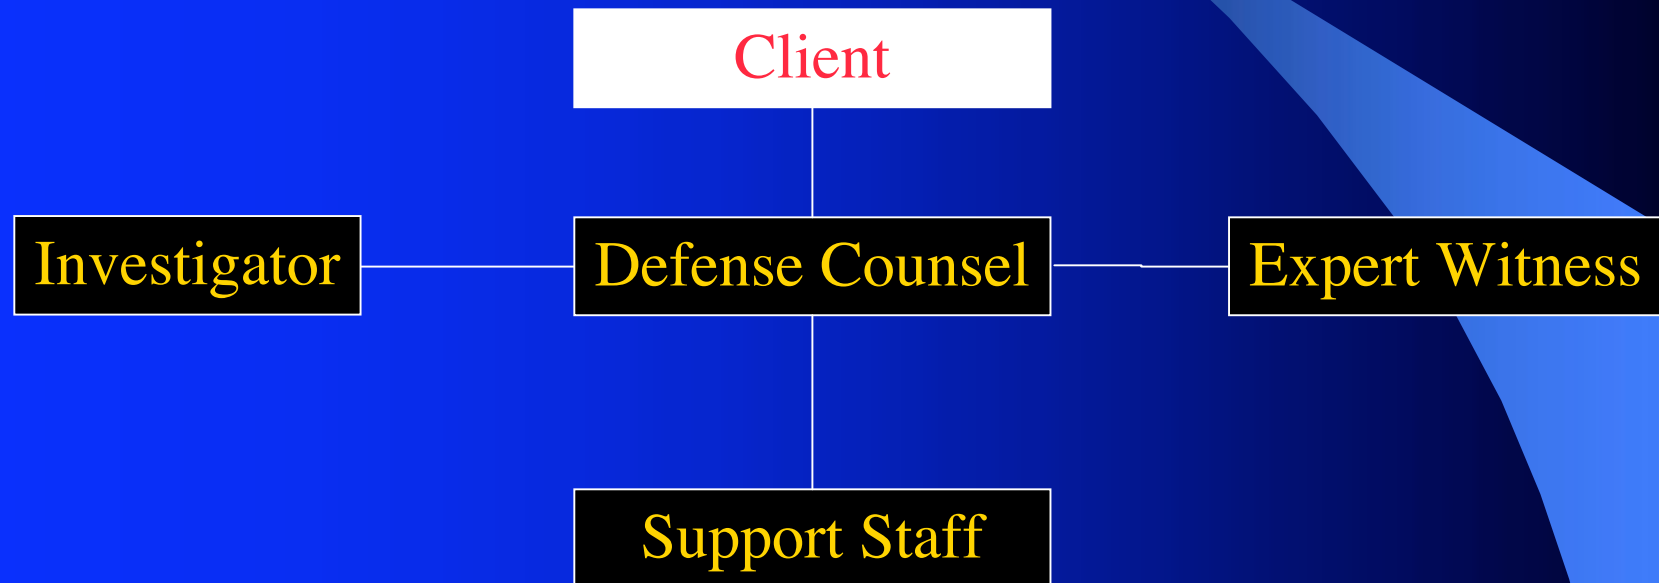 Client
Investigator
Defense Counsel
Expert Witness
Support Staff